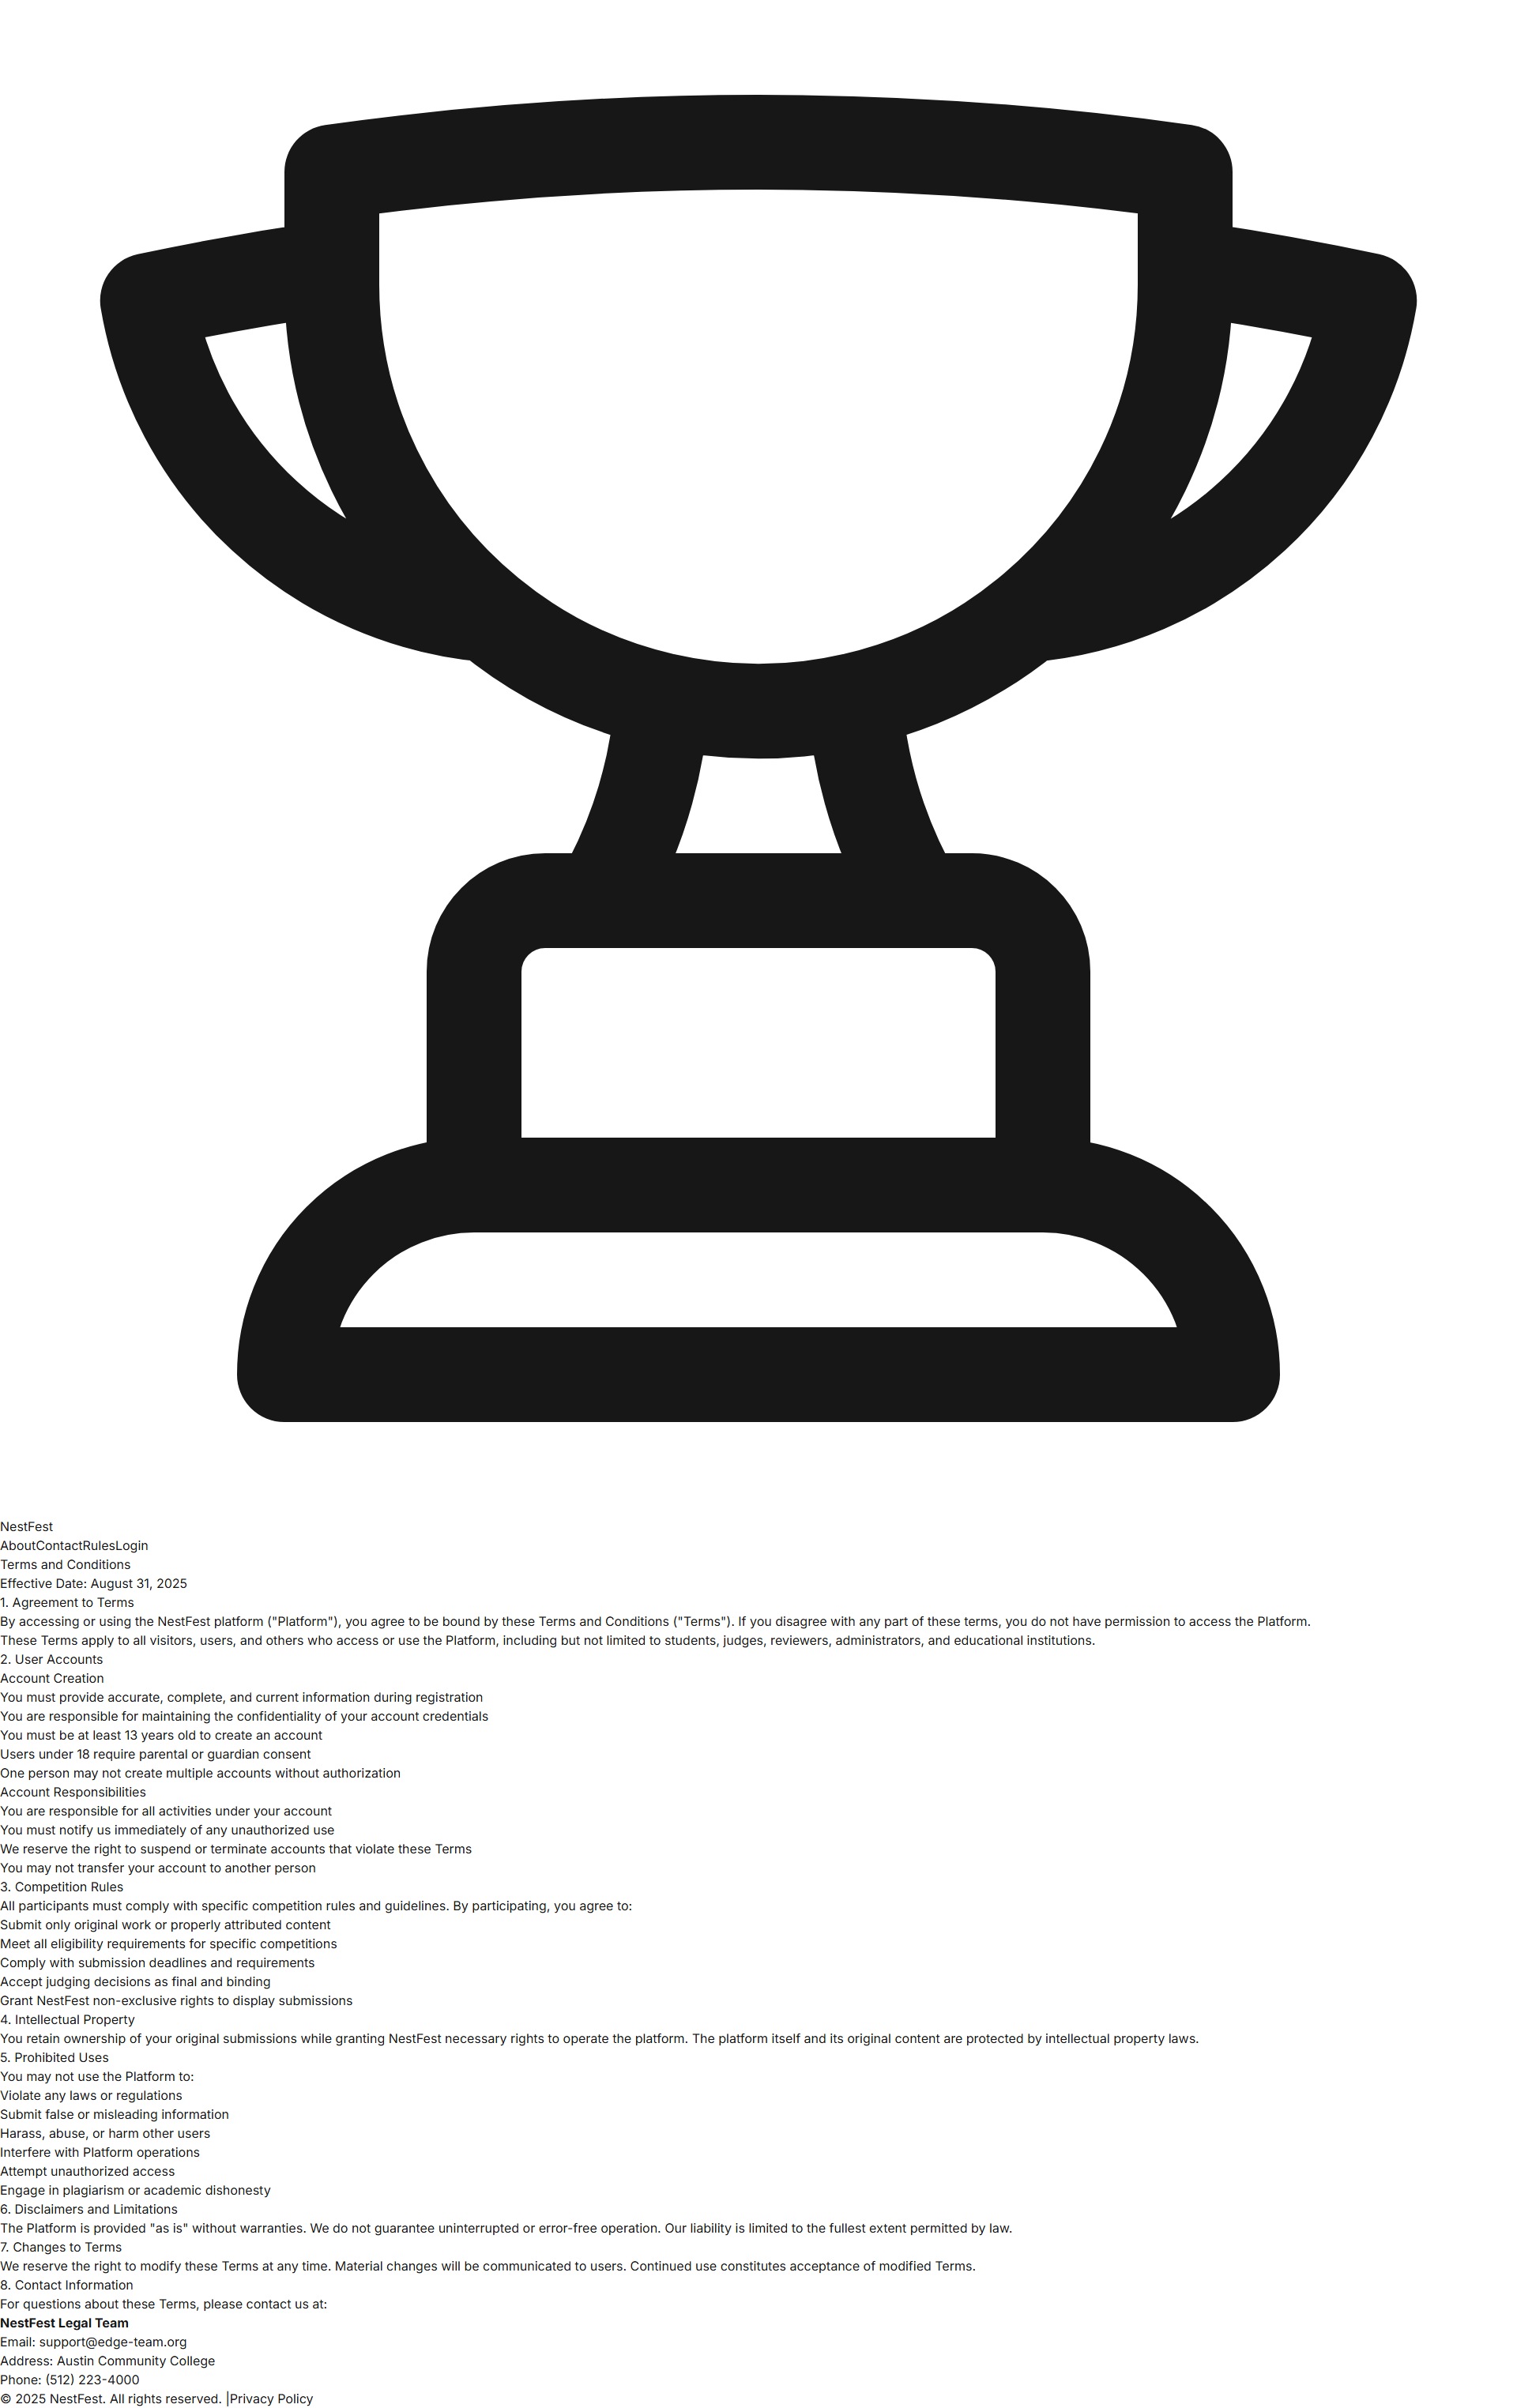 NestFest
AboutContactRulesLogin
Terms and Conditions
Effective Date: August 31, 2025
1. Agreement to Terms
By accessing or using the NestFest platform ("Platform"), you agree to be bound by these Terms and Conditions ("Terms"). If you disagree with any part of these terms, you do not have permission to access the Platform.
These Terms apply to all visitors, users, and others who access or use the Platform, including but not limited to students, judges, reviewers, administrators, and educational institutions.
2. User Accounts
Account Creation
You must provide accurate, complete, and current information during registration
You are responsible for maintaining the confidentiality of your account credentials
You must be at least 13 years old to create an account
Users under 18 require parental or guardian consent
One person may not create multiple accounts without authorization
Account Responsibilities
You are responsible for all activities under your account
You must notify us immediately of any unauthorized use
We reserve the right to suspend or terminate accounts that violate these Terms
You may not transfer your account to another person
3. Competition Rules
All participants must comply with specific competition rules and guidelines. By participating, you agree to:
Submit only original work or properly attributed content
Meet all eligibility requirements for specific competitions
Comply with submission deadlines and requirements
Accept judging decisions as final and binding
Grant NestFest non-exclusive rights to display submissions
4. Intellectual Property
You retain ownership of your original submissions while granting NestFest necessary rights to operate the platform. The platform itself and its original content are protected by intellectual property laws.
5. Prohibited Uses
You may not use the Platform to:
Violate any laws or regulations
Submit false or misleading information
Harass, abuse, or harm other users
Interfere with Platform operations
Attempt unauthorized access
Engage in plagiarism or academic dishonesty
6. Disclaimers and Limitations
The Platform is provided "as is" without warranties. We do not guarantee uninterrupted or error-free operation. Our liability is limited to the fullest extent permitted by law.
7. Changes to Terms
We reserve the right to modify these Terms at any time. Material changes will be communicated to users. Continued use constitutes acceptance of modified Terms.
8. Contact Information
For questions about these Terms, please contact us at:
NestFest Legal Team
Email: support@edge-team.org
Address: Austin Community College
Phone: (512) 223-4000
© 2025 NestFest. All rights reserved. |Privacy Policy